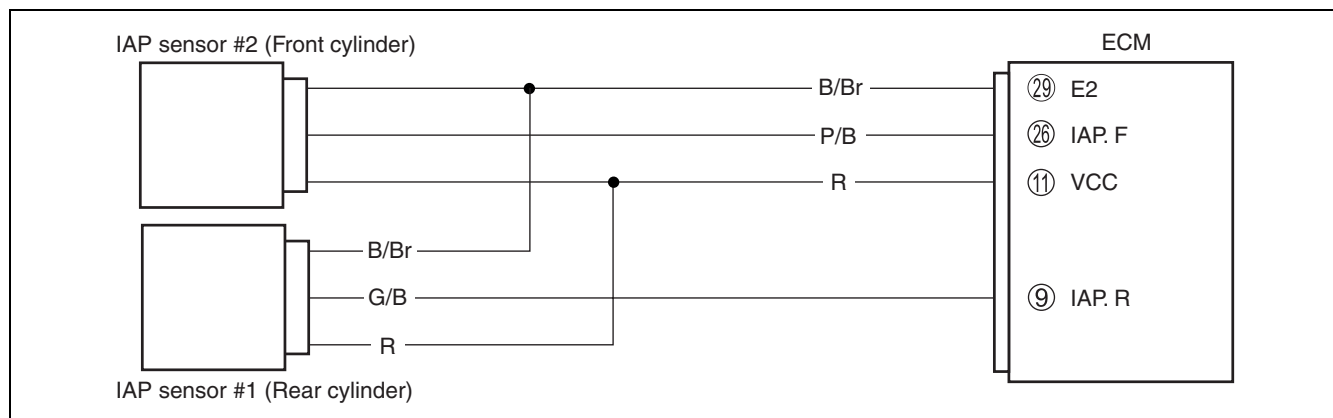 IAP sensor #2 (Front cylinder)
ECM
B/Br
㉙ E2
P/B
㉖ IAP. F
R
⑪ VCC
B/Br
G/B
⑨ IAP. R
R
IAP sensor #1 (Rear cylinder)